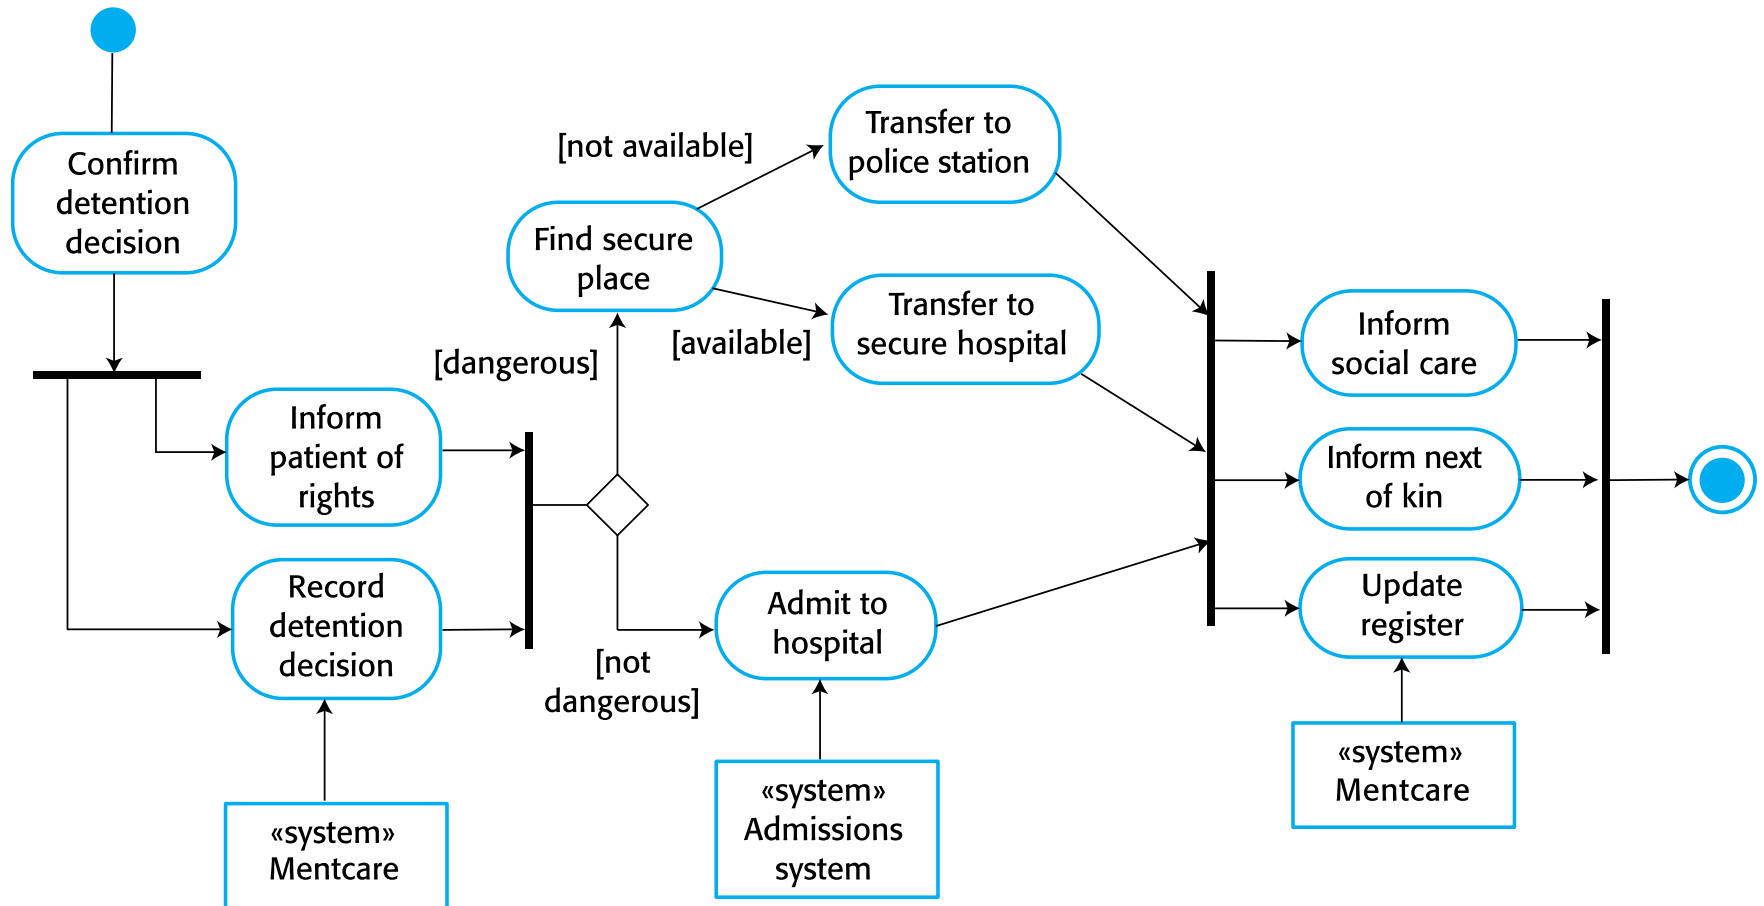 Confirm
detention
decision
Inform
patient of
rights
Record
detention
decision
«system»
Mentcare
[dangerous]
[not
dangerous]
Find secure
place
[not available]
[available]
Transfer to
police station
Transfer to
secure hospital
Admit to
hospital
«system»
Admissions
system
Inform
social care
Inform next
of kin
Update
register
«system»
Mentcare